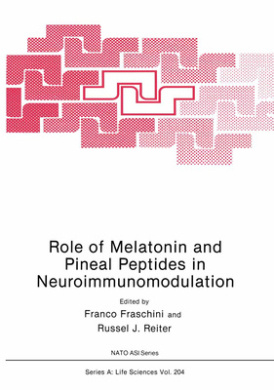 Role of Melatonin and
Pineal Peptides in
Neuroimmunomodulation
Edited by
Franco Fraschini and
Russel J. Reiter
NATO ASI Series
Series A: Life Sciences Vol. 204